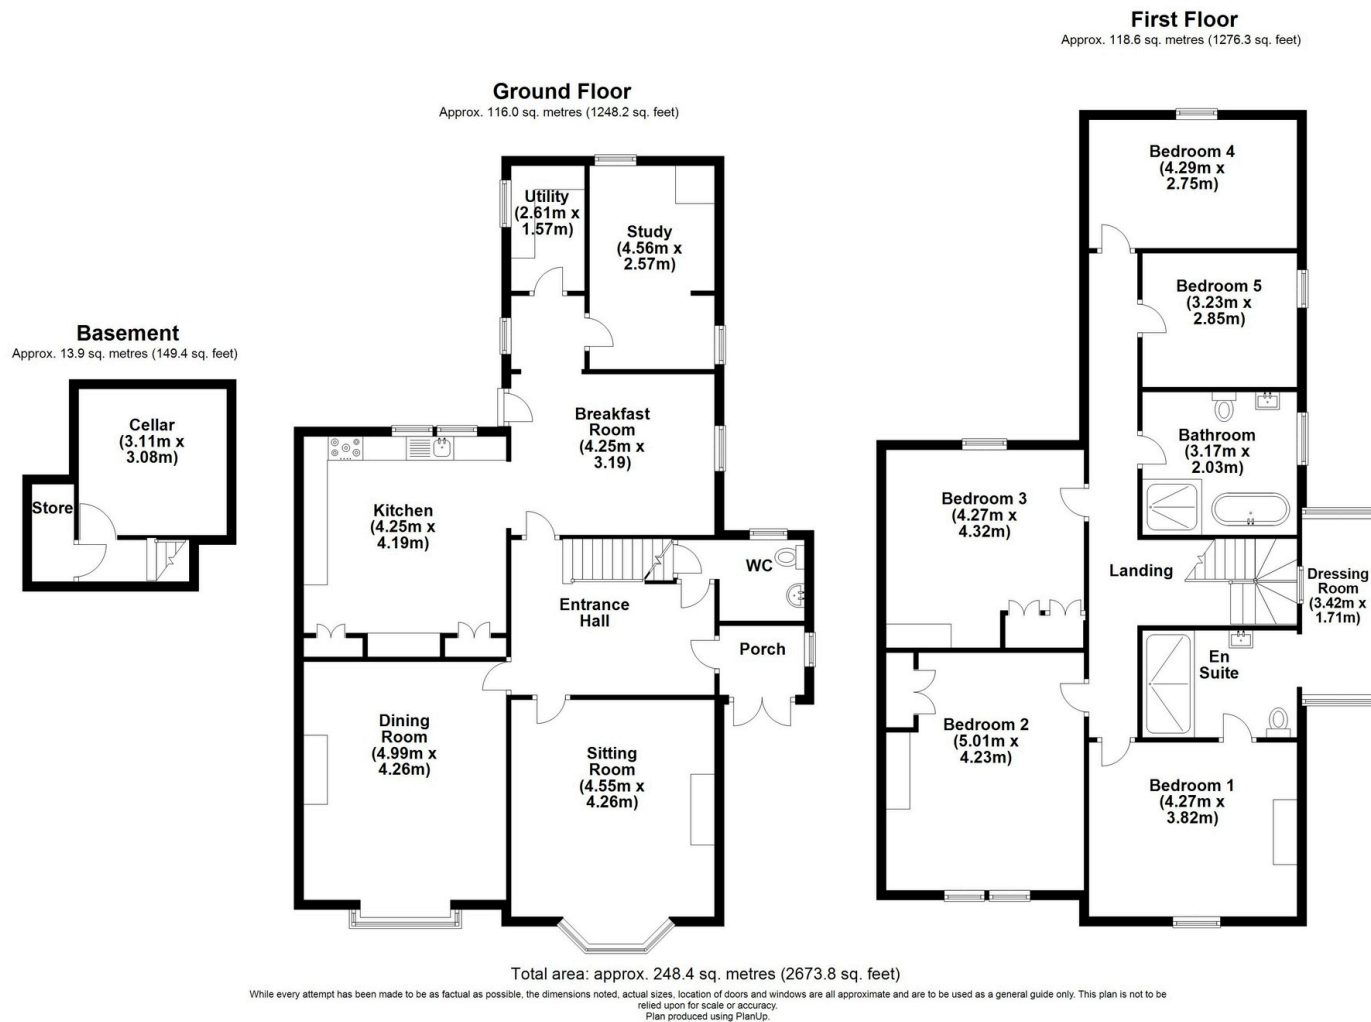 First Floor
Approx. 118.6 sq. metres (1276.3 sq. feet)
Ground Floor
Approx. 116.0 sq. metres (1248.2 sq. feet)
Basement
Approx. 13.9 sq. metres (149.4 sq. feet)
Cellar
(3.11m x
3.08m)
Store
Utility
(2.61m x
1.57m)
Study
(4.56m x
2.57m)
Breakfast
Room
(4.25m x
3.19)
Kitchen
(4.25m x
4.19m)
WC
Entrance
Hall
Porch
Dining
Room
(4.99m x
4.26m)
Sitting
Room
(4.55m x
4.26m)
Bedroom 4
(4.29m x
2.75m)
Bedroom 5
(3.23m x
2.85m)
Bathroom
(3.17m x
2.03m)
Bedroom 3
(4.27m x
4.32m)
Landing
Dressing
Room
(3.42m x
1.71m)
En
Suite
Bedroom 2
(5.01m x
4.23m)
Bedroom 1
(4.27m x
3.82m)
Total area: approx. 248.4 sq. metres (2673.8 sq. feet)
While every attempt has been made to be as factual as possible, the dimensions noted, actual sizes, location of doors and windows are all approximate and are to be used as a general guide only. This plan is not to be
relied upon for scale or accuracy.
Plan produced using PlanUp.